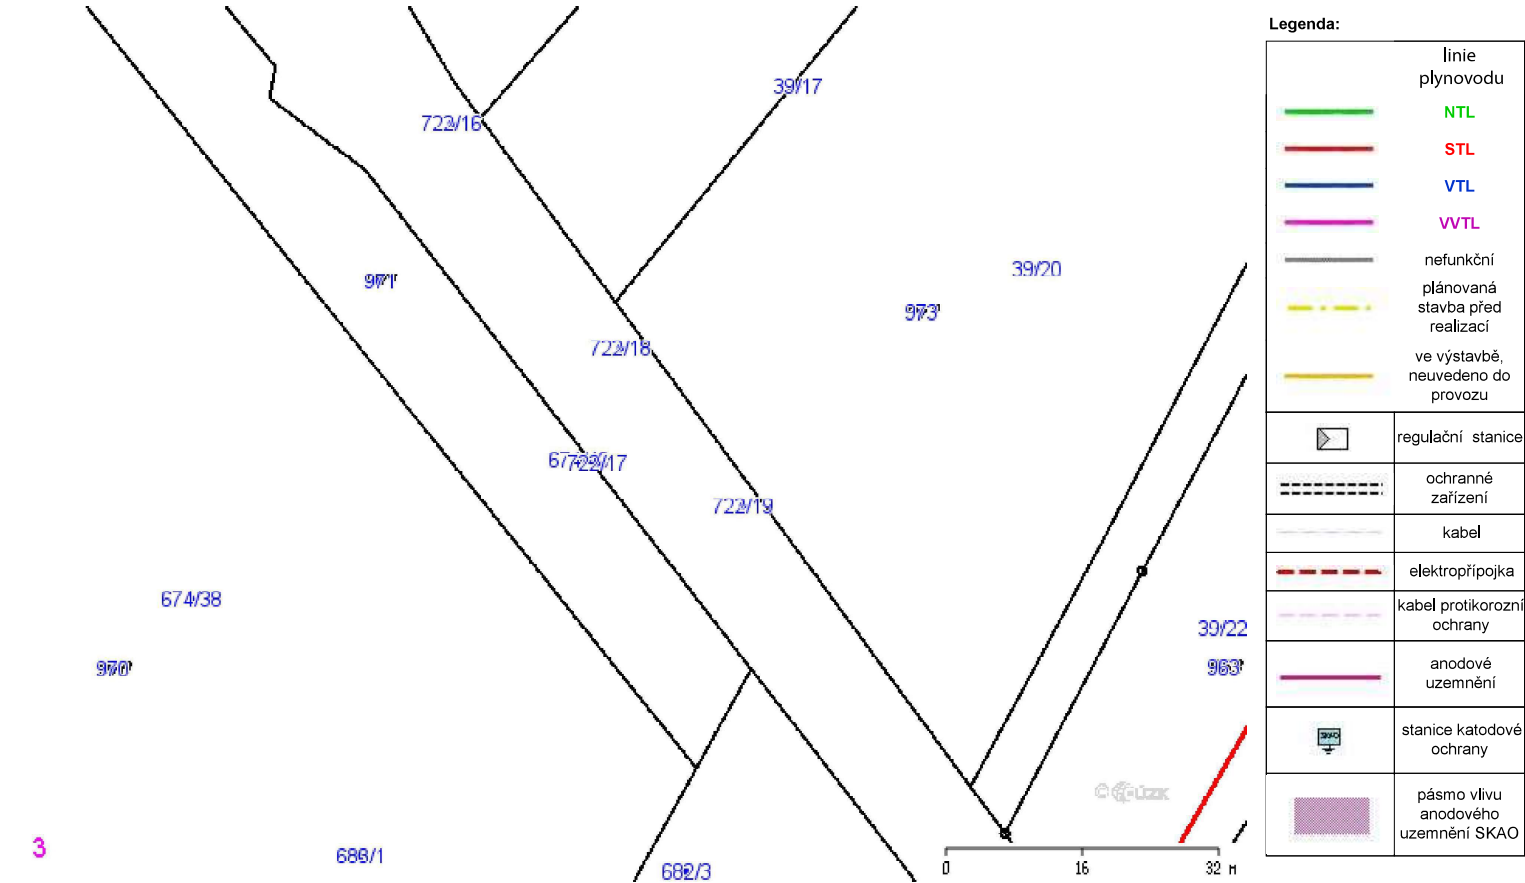 39/17
722/16
39/20
971
973
722/18
722/17
722/19
674/38
39/22
970
963
3
686/1
682/3
0 16 32 M
Legenda:
linie
plynovodu
NTL
STL
VTL
VVTL
nefunkční
plánovaná
stavba před
realizací
ve výstavbě,
neuvedeno do
provozu
regulační stanice
ochranné
zařízení
kabel
elektropřípojka
kabel protikorozní
ochrany
anodové
uzemnění
SKAO
stanice katodové
ochrany
pásmo vlivu
anodového
uzemnění SKAO
© ČÚZK